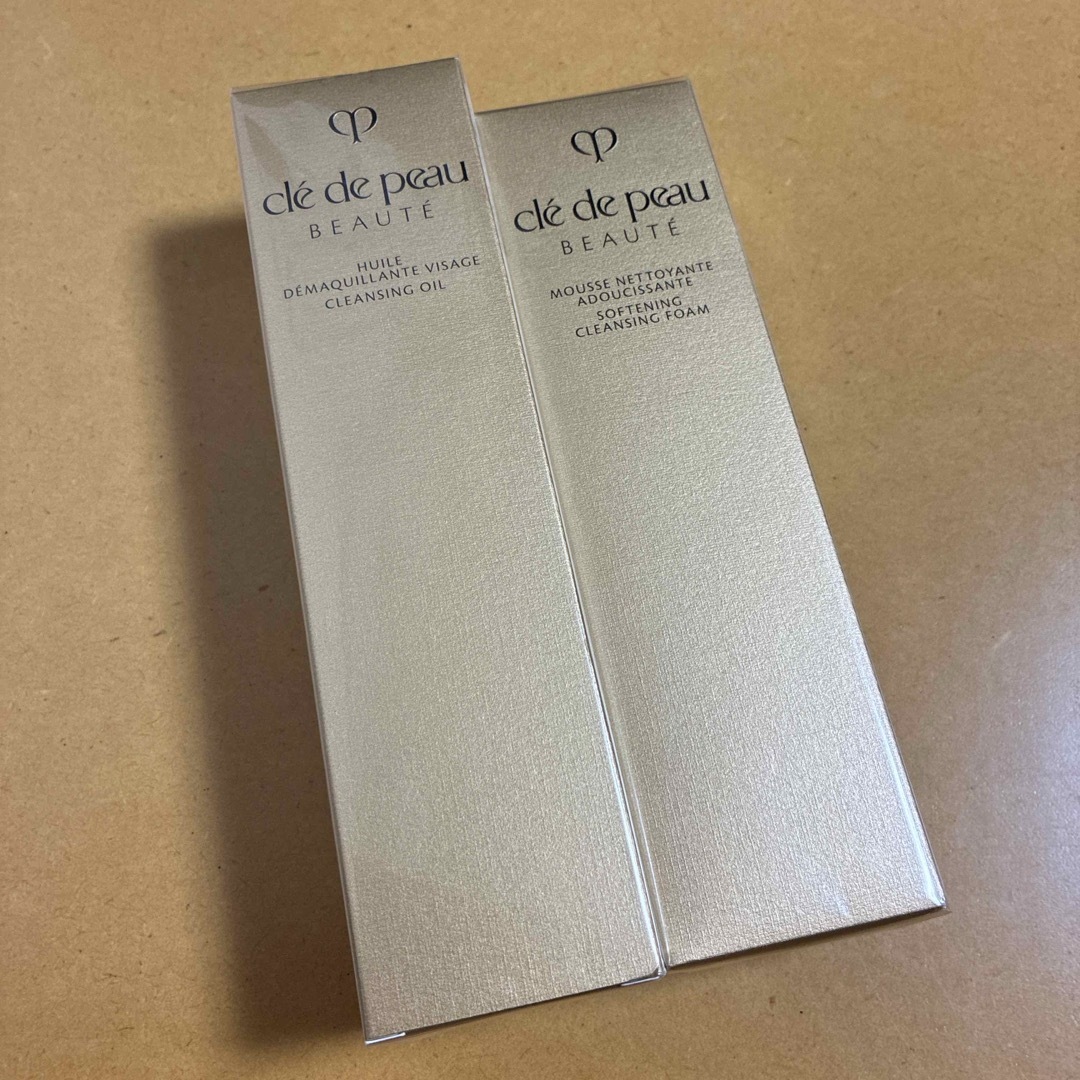 clé de peau
BEAUTÉ
HUILE
DÉMAQUILLANTE VISAGE
CLEANSING OIL
clé de peau
BEAUTÉ
MOUSSE NETTOYANTE
ADOUCISSANTE
SOFTENING
CLEANSING FOAM